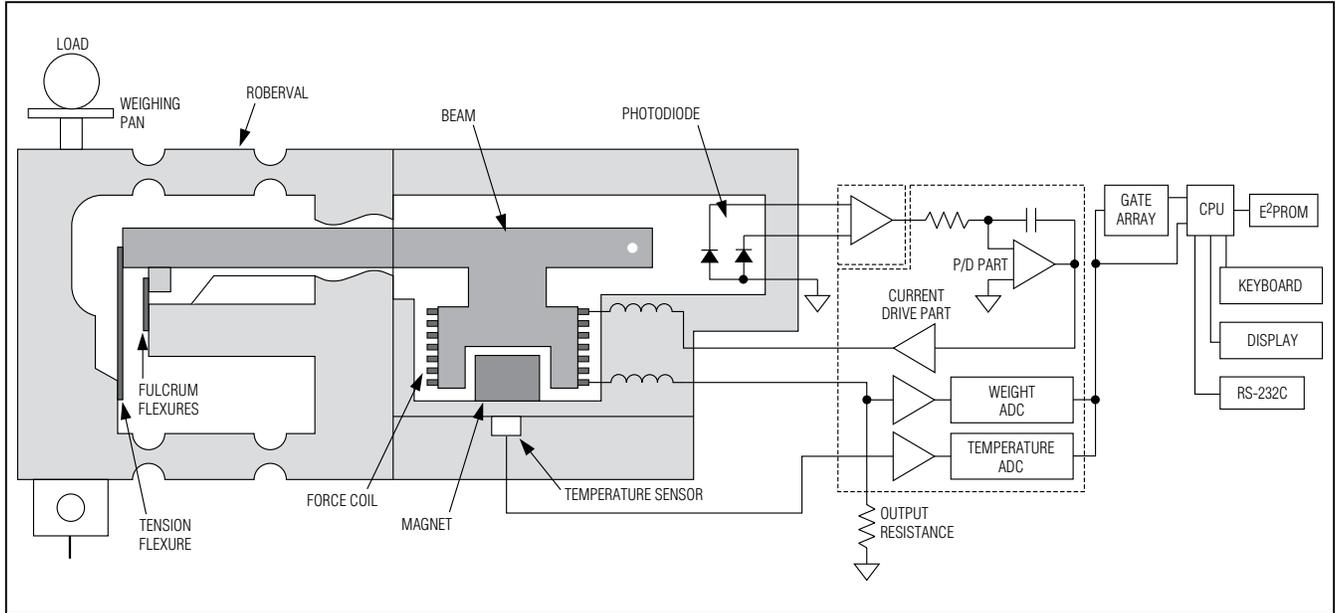 LOAD
WEIGHING
PAN
ROBERVAL
BEAM
PHOTODIODE
GATE
ARRAY
CPU
E²PROM
P/D PART
CURRENT
DRIVE PART
KEYBOARD
DISPLAY
RS-232C
WEIGHT
ADC
TEMPERATURE
ADC
FULCRUM
FLEXURES
TENSION
FLEXURE
FORCE COIL
MAGNET
TEMPERATURE SENSOR
OUTPUT
RESISTANCE